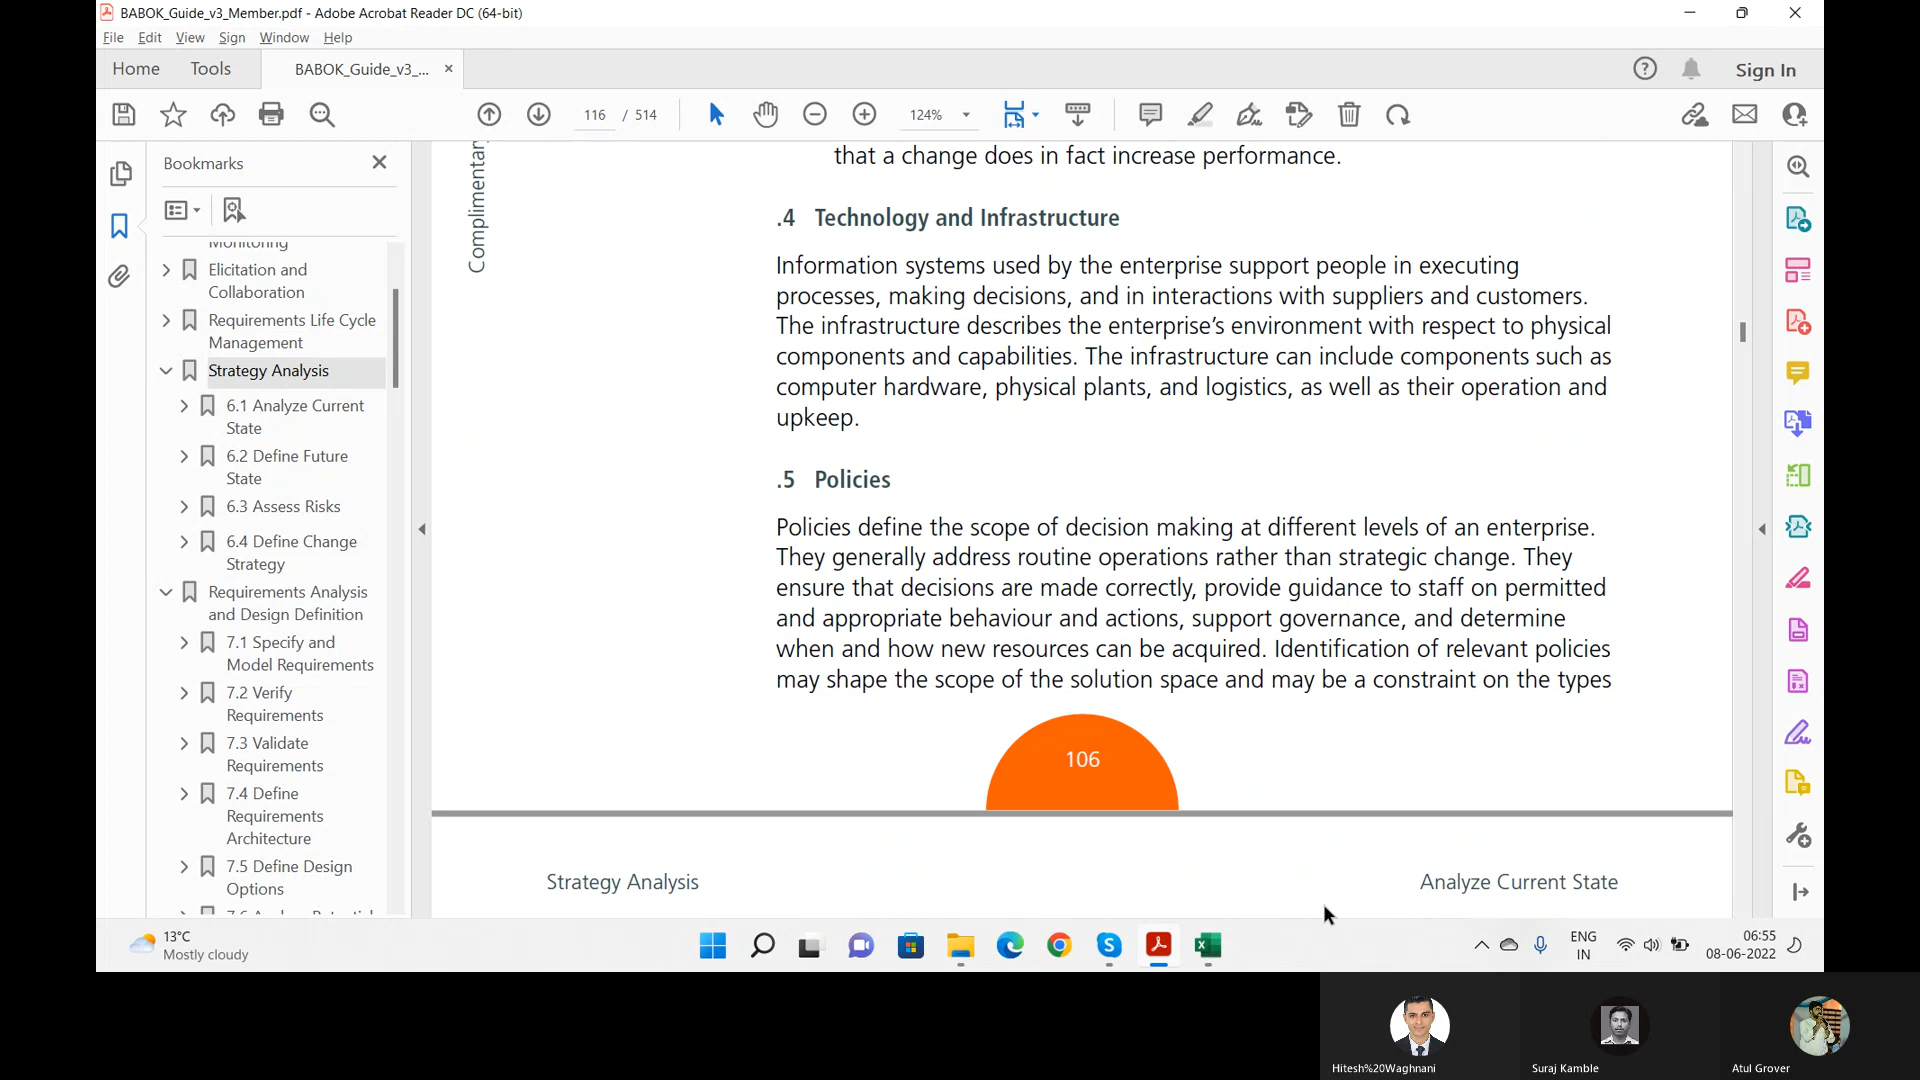 BABOK_Guide_v3_Member.pdf - Adobe Acrobat Reader DC (64-bit)
File Edit View Sign Window Help
Home Tools BABOK_Guide_v3_... × Sign In
116 / 514 124%
Bookmarks
Monitoring
Elicitation and
Collaboration
Requirements Life Cycle
Management
Strategy Analysis
6.1 Analyze Current
State
6.2 Define Future
State
6.3 Assess Risks
6.4 Define Change
Strategy
Requirements Analysis
and Design Definition
7.1 Specify and
Model Requirements
7.2 Verify
Requirements
7.3 Validate
Requirements
7.4 Define
Requirements
Architecture
7.5 Define Design
Options
Complimentary
that a change does in fact increase performance.
.4 Technology and Infrastructure
Information systems used by the enterprise support people in executing
processes, making decisions, and in interactions with suppliers and customers.
The infrastructure describes the enterprise's environment with respect to physical
components and capabilities. The infrastructure can include components such as
computer hardware, physical plants, and logistics, as well as their operation and
upkeep.
.5 Policies
Policies define the scope of decision making at different levels of an enterprise.
They generally address routine operations rather than strategic change. They
ensure that decisions are made correctly, provide guidance to staff on permitted
and appropriate behaviour and actions, support governance, and determine
when and how new resources can be acquired. Identification of relevant policies
may shape the scope of the solution space and may be a constraint on the types
106
Strategy Analysis Analyze Current State
13°C
Mostly cloudy
ENG
IN
06:55
08-06-2022
Hitesh%20Waghnani Suraj Kamble Atul Grover